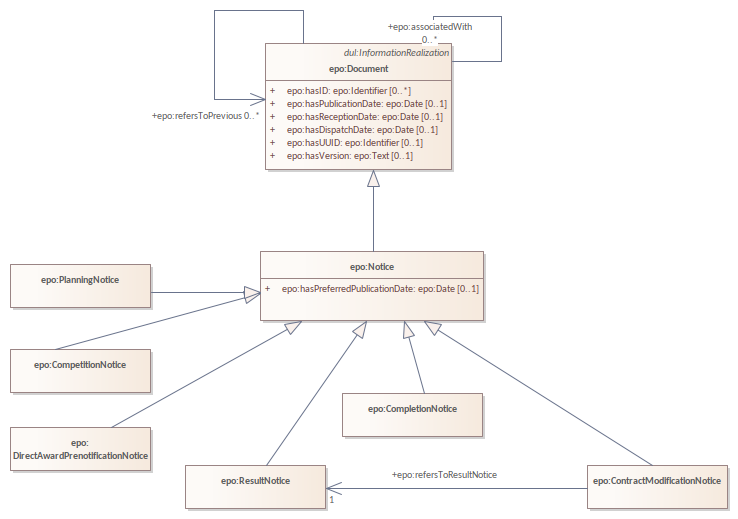 +epo:associatedWith
0..*
dul:InformationRealization
epo:Document
+ epo:hasID: epo:Identifier [0..*]
+ epo:hasPublicationDate: epo:Date [0..1]
+ epo:hasReceptionDate: epo:Date [0..1]
+ epo:hasDispatchDate: epo:Date [0..1]
+ epo:hasUUID: epo:Identifier [0..1]
+ epo:hasVersion: epo:Text [0..1]
+epo:refersToPrevious 0..*
epo:Notice
+ epo:hasPreferredPublicationDate: epo:Date [0..1]
epo:PlanningNotice
epo:CompetitionNotice
epo:CompletionNotice
epo:
DirectAwardPrenotificationNotice
epo:ResultNotice
+epo:refersToResultNotice
1
epo:ContractModificationNotice